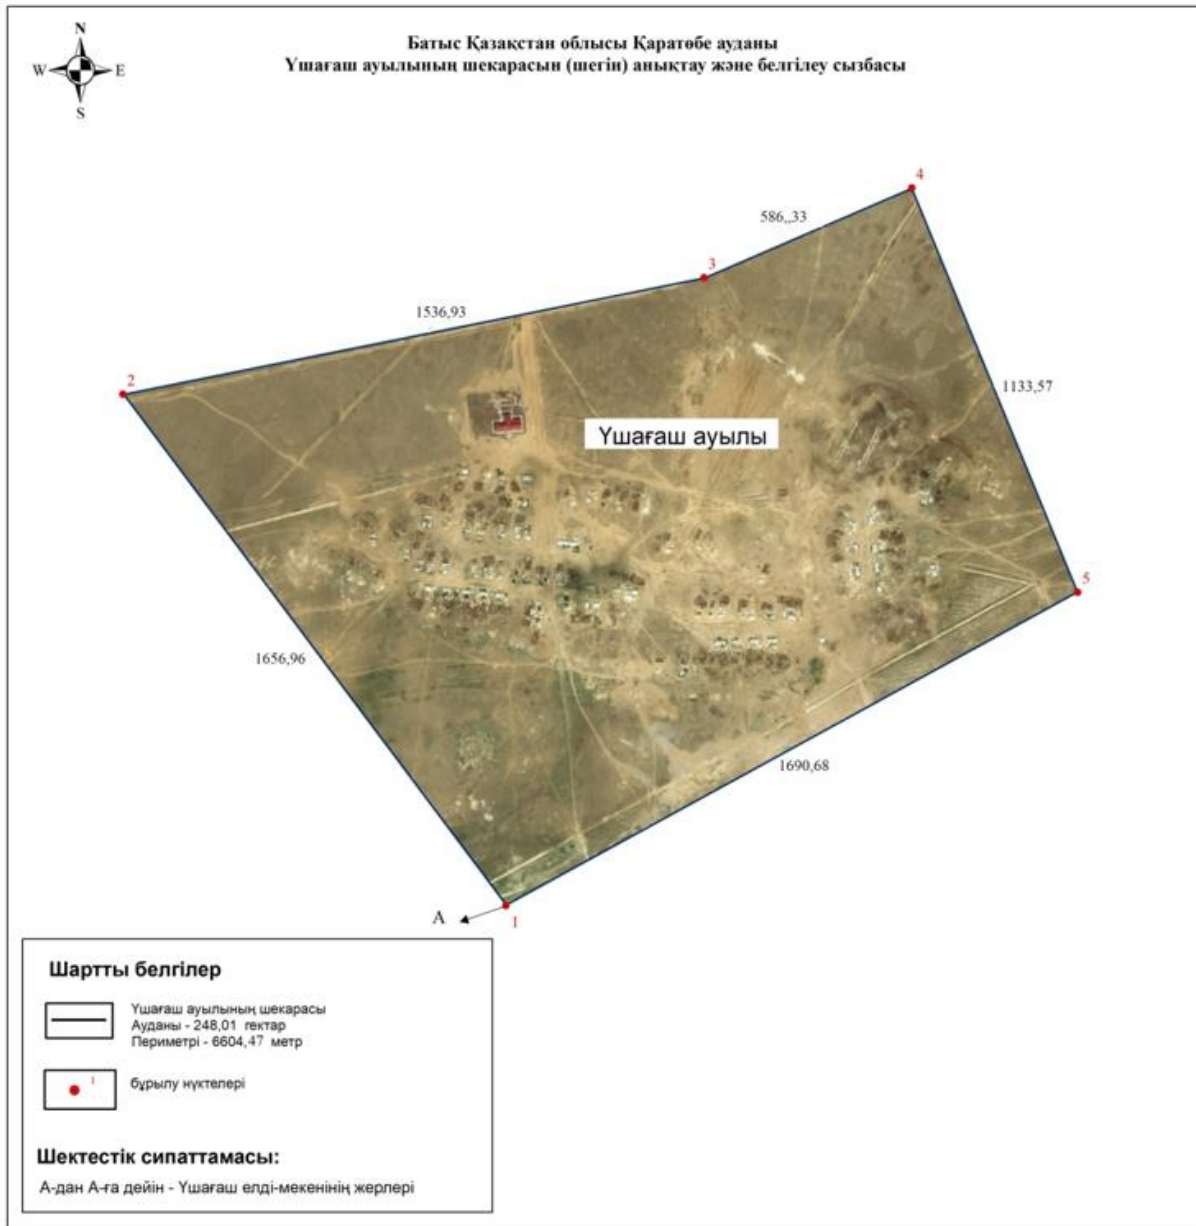 N
W E
S
Батыс Қазақстан облысы Қаратөбе ауданы
Үшағаш ауылының шекарасын (шегін) анықтау және белгілеу сызбасы
4
586,,33
3
1536,93
2
1133,57
Үшағаш ауылы
5
1656,96
1690,68
A
1
Шартты белгілер
Үшағаш ауылының шекарасы
Ауданы - 248,01 гектар
Периметрі - 6604,47 метр
1
бұрылу нүктелері
Шектестік сипаттамасы:
А-дан А-ға дейін - Үшағаш елді-мекенінің жерлері